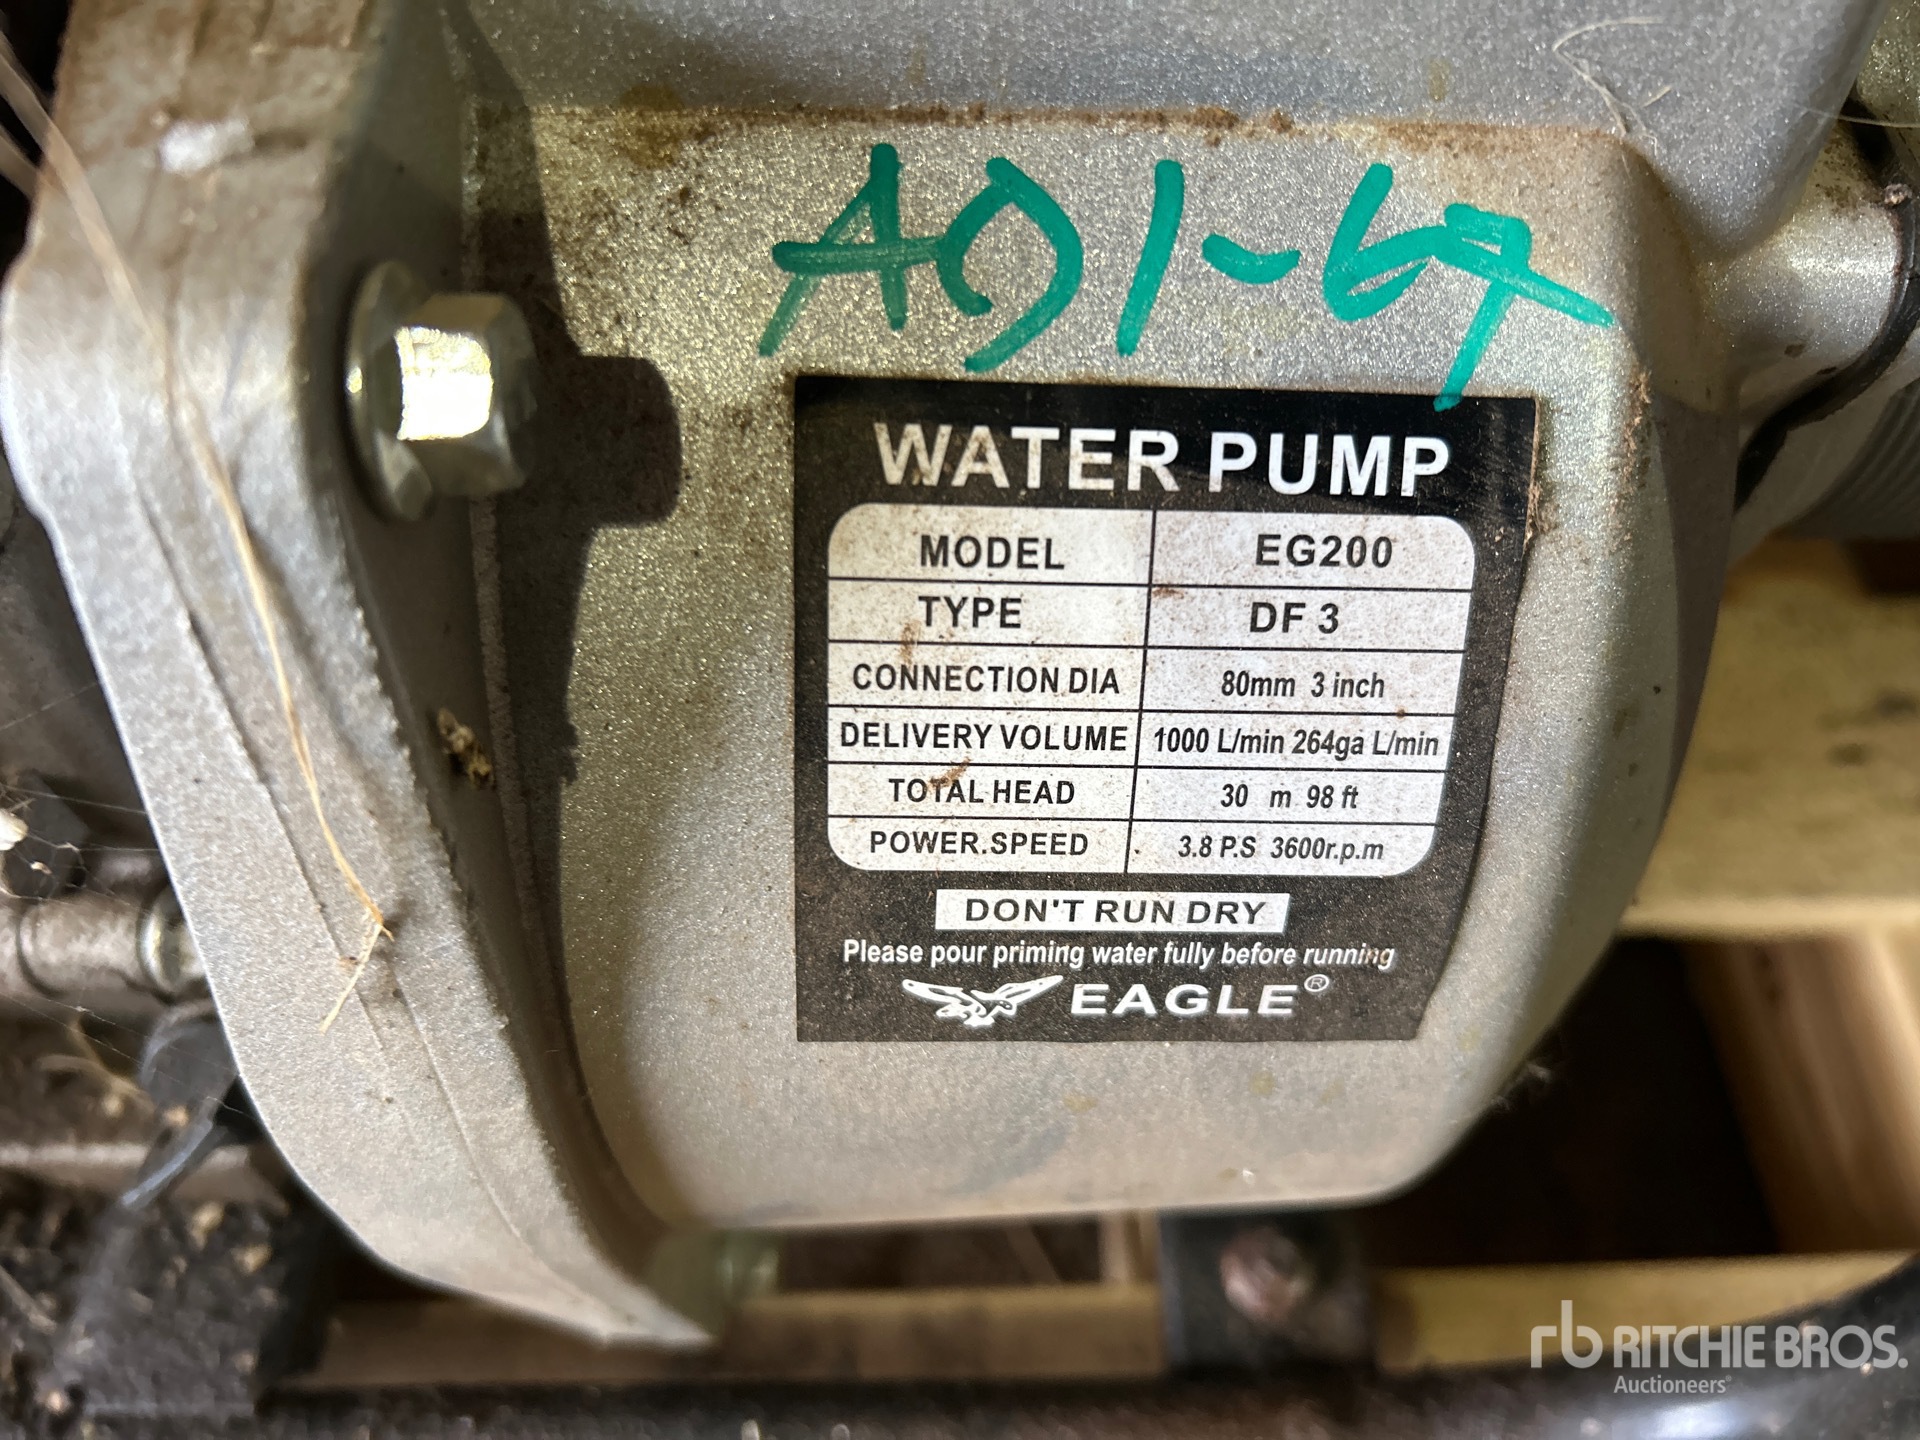 A01-67
WATER PUMP
MODEL EG200
TYPE DF 3
CONNECTION DIA 80mm 3 inch
DELIVERY VOLUME 1000 L/min 264ga L/min
TOTAL HEAD 30 m 98 ft
POWER.SPEED 3.8 P.S 3600r.p.m
DON'T RUN DRY
Please pour priming water fully before running
EAGLE®
rb RITCHIE BROS.
Auctioneers